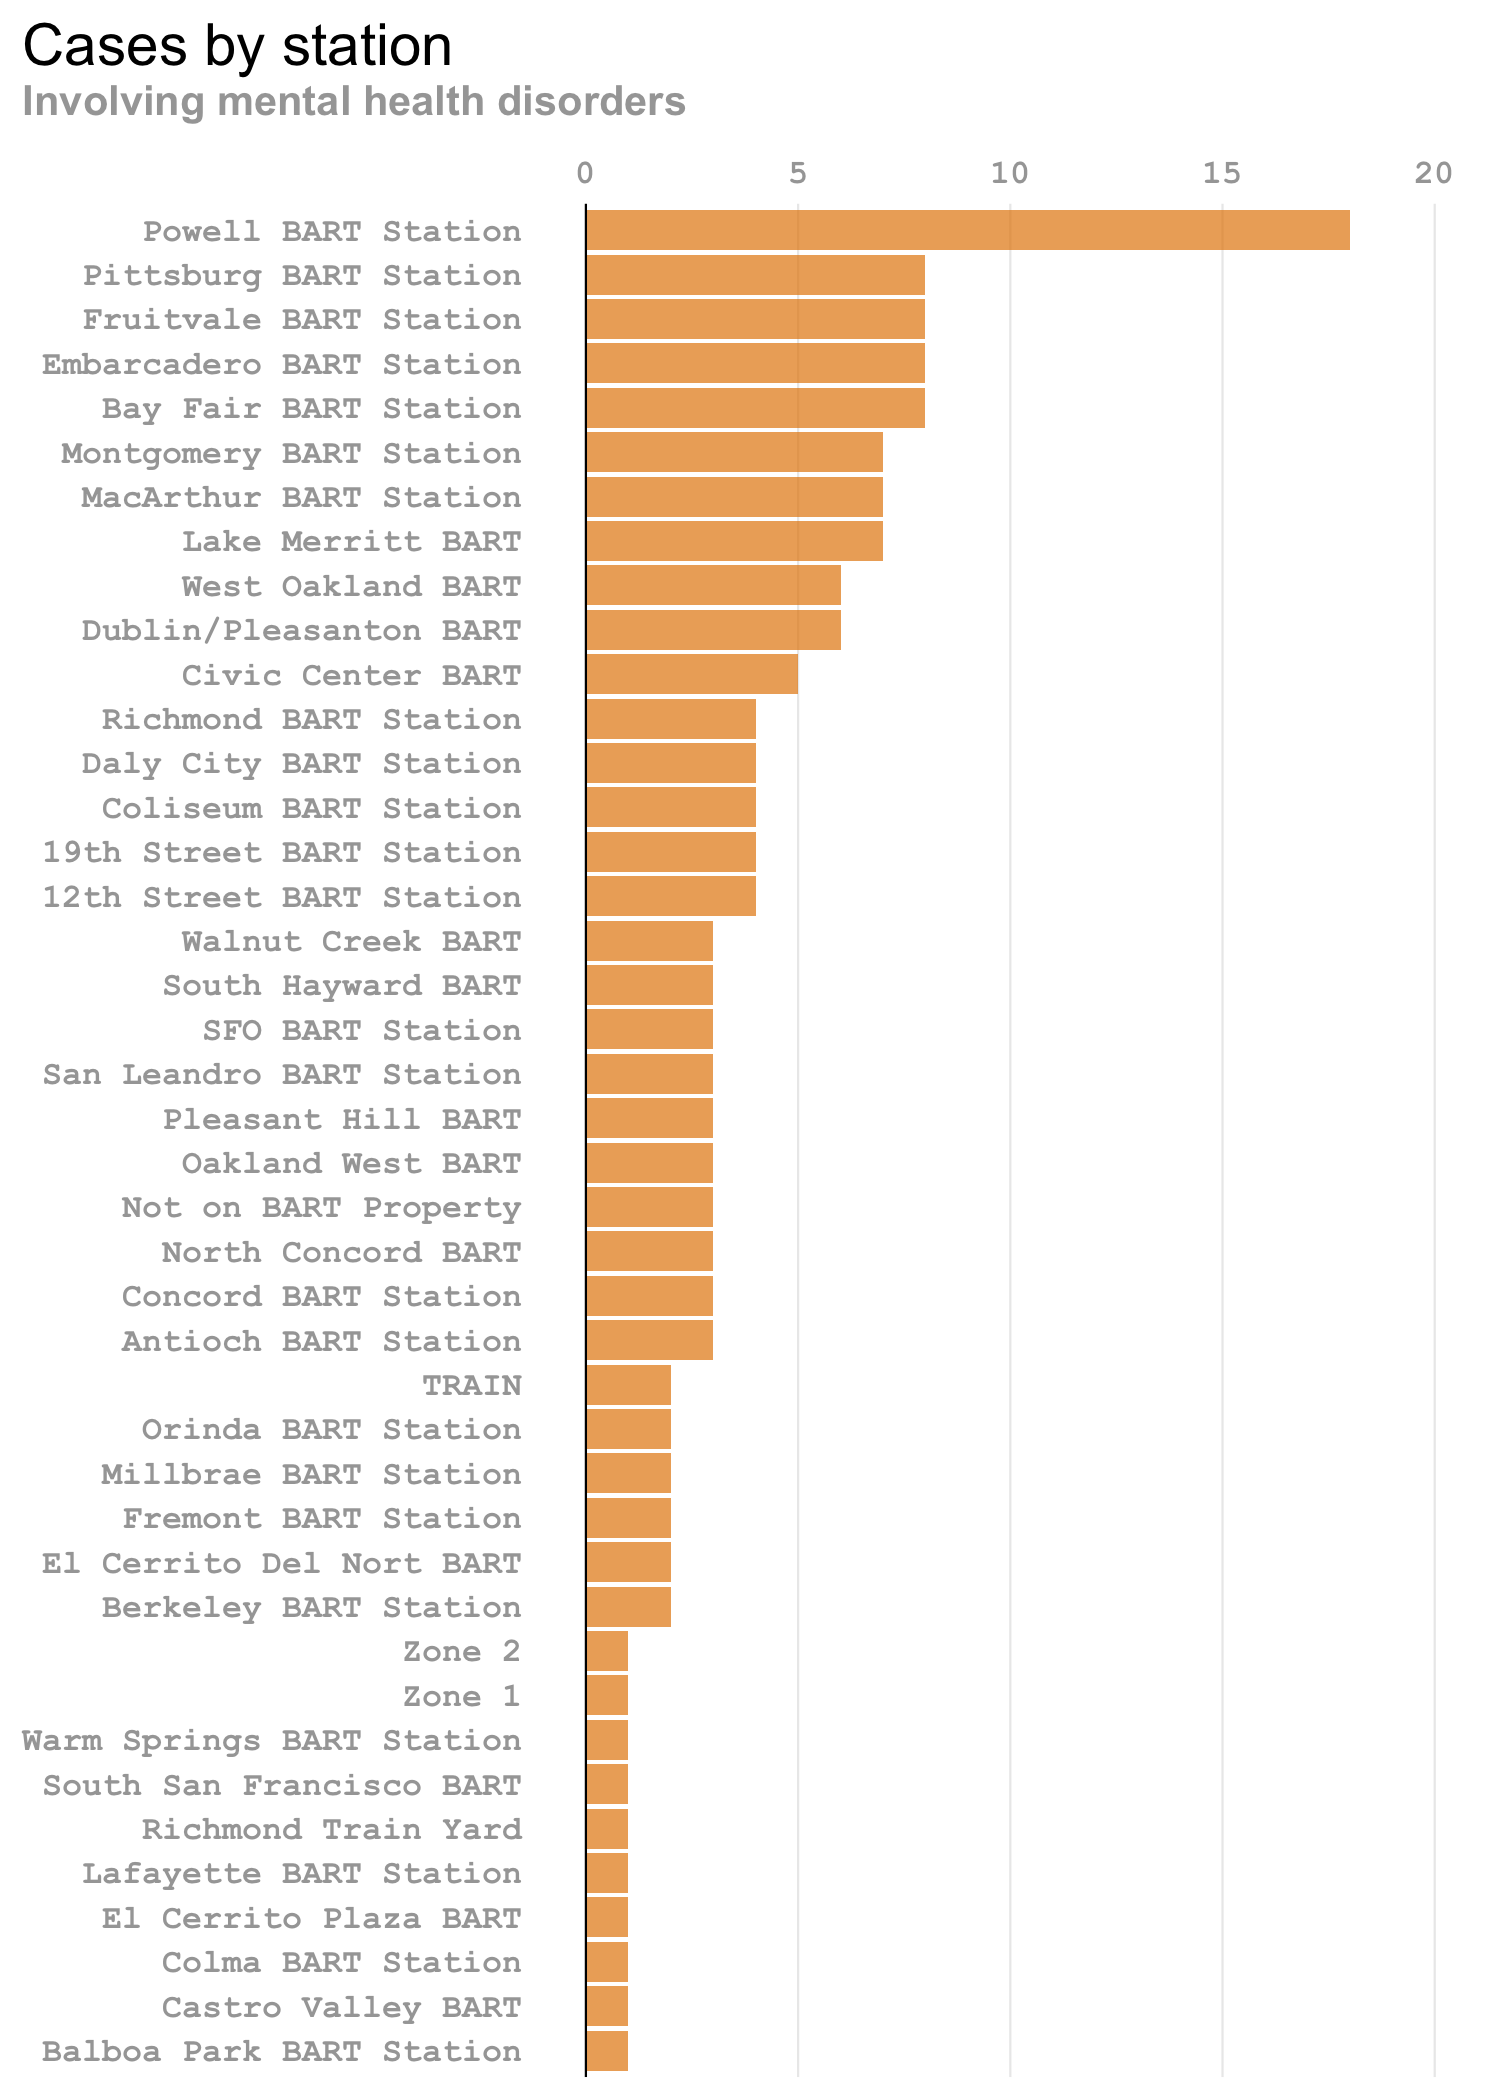 Cases by station
Involving mental health disorders
0 5 10 15 20
Powell BART Station
Pittsburg BART Station
Fruitvale BART Station
Embarcadero BART Station
Bay Fair BART Station
Montgomery BART Station
MacArthur BART Station
Lake Merritt BART
West Oakland BART
Dublin/Pleasanton BART
Civic Center BART
Richmond BART Station
Daly City BART Station
Coliseum BART Station
19th Street BART Station
12th Street BART Station
Walnut Creek BART
South Hayward BART
SFO BART Station
San Leandro BART Station
Pleasant Hill BART
Oakland West BART
Not on BART Property
North Concord BART
Concord BART Station
Antioch BART Station
TRAIN
Orinda BART Station
Millbrae BART Station
Fremont BART Station
El Cerrito Del Nort BART
Berkeley BART Station
Zone 2
Zone 1
Warm Springs BART Station
South San Francisco BART
Richmond Train Yard
Lafayette BART Station
El Cerrito Plaza BART
Colma BART Station
Castro Valley BART
Balboa Park BART Station